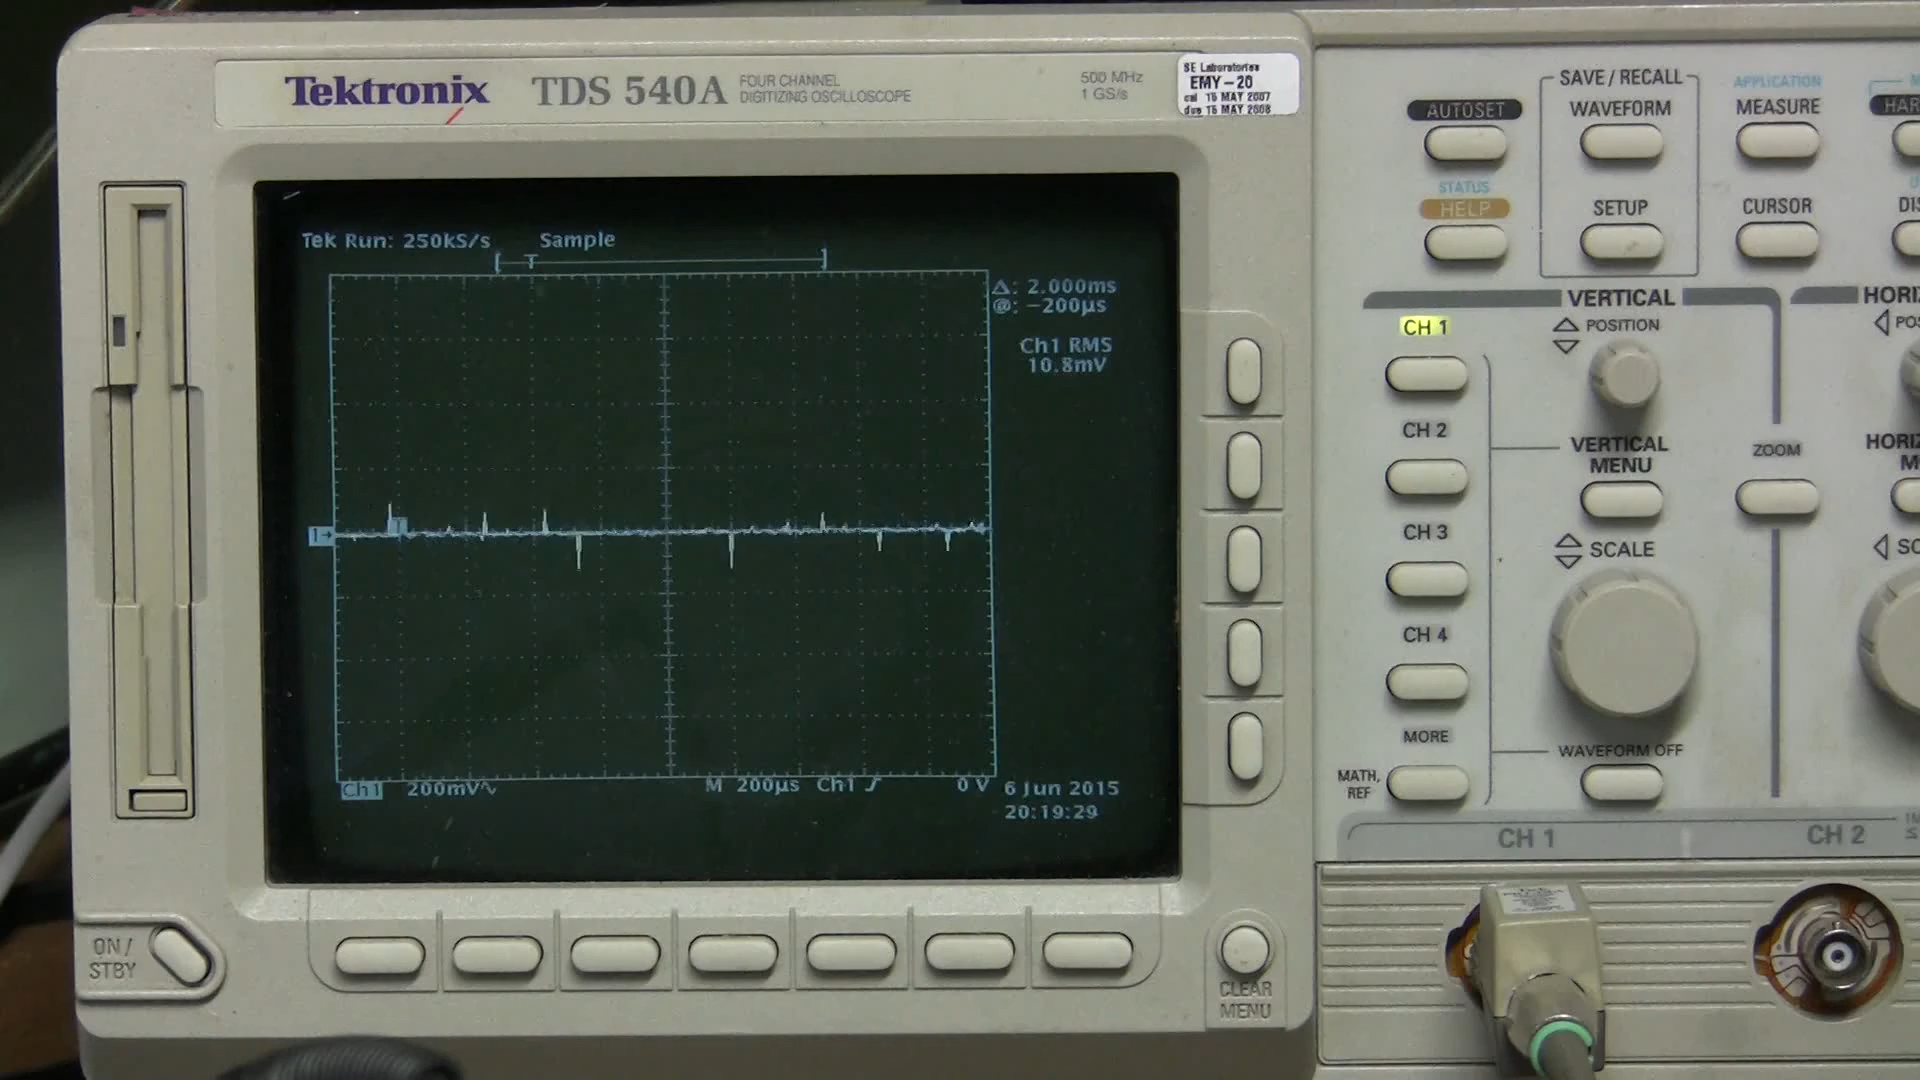 Tektronix TDS 540A FOUR CHANNEL
DIGITIZING OSCILLOSCOPE
500 MHz
1 GS/s
SE Laboratories
EMY-20
cal 15 MAY 2007
due 15 MAY 2008
Tek Run: 250kS/s Sample
T
Δ: 2.000ms
@: -200μs
Ch1 RMS
10.8mV
1→
T
Ch1 200mV∿ M 200μs Ch1 ƒ 0 V
6 Jun 2015
20:19:29
ON /
STBY
CLEAR
MENU
AUTOSET
STATUS
HELP
SAVE / RECALL
WAVEFORM
SETUP
APPLICATION
MEASURE
CURSOR
VERTICAL
CH 1
POSITION
CH 2
VERTICAL
MENU
ZOOM
CH 3
SCALE
CH 4
MORE
WAVEFORM OFF
MATH,
REF
CH 1
CH 2